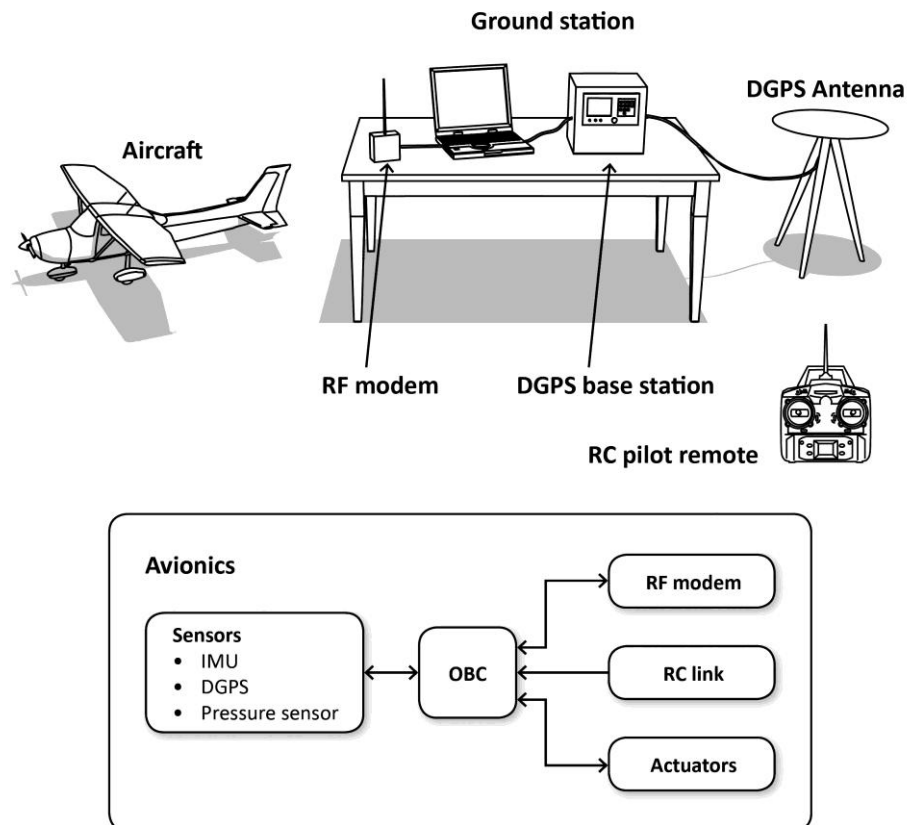 Ground station
DGPS Antenna
Aircraft
RF modem
DGPS base station
RC pilot remote
Avionics
RF modem
Sensors
• IMU
• DGPS
• Pressure sensor
OBC
RC link
Actuators